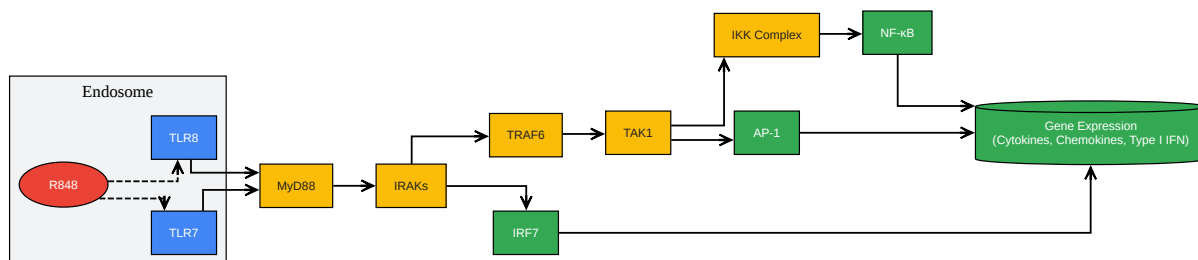 Endosome
R848
TLR8
TLR7
MyD88
IRAKs
TRAF6
IRF7
TAK1
IKK Complex
AP-1
NF-κB
Gene Expression
(Cytokines, Chemokines, Type I IFN)